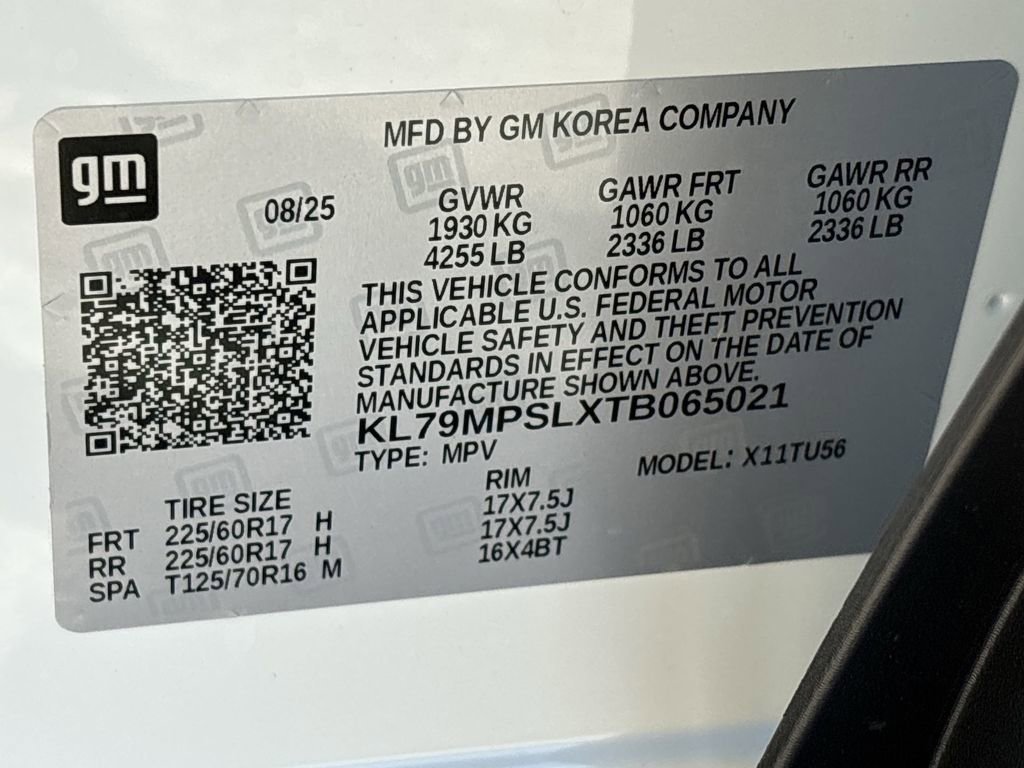 gm
MFD BY GM KOREA COMPANY
08/25
GVWR GAWR FRT GAWR RR
1930 KG 1060 KG 1060 KG
4255 LB 2336 LB 2336 LB
THIS VEHICLE CONFORMS TO ALL
APPLICABLE U.S. FEDERAL MOTOR
VEHICLE SAFETY AND THEFT PREVENTION
STANDARDS IN EFFECT ON THE DATE OF
MANUFACTURE SHOWN ABOVE.
KL79MPSLXTB065021
TYPE: MPV MODEL: X11TU56
TIRE SIZE RIM
FRT 225/60R17 H 17X7.5J
RR 225/60R17 H 17X7.5J
SPA T125/70R16 M 16X4BT